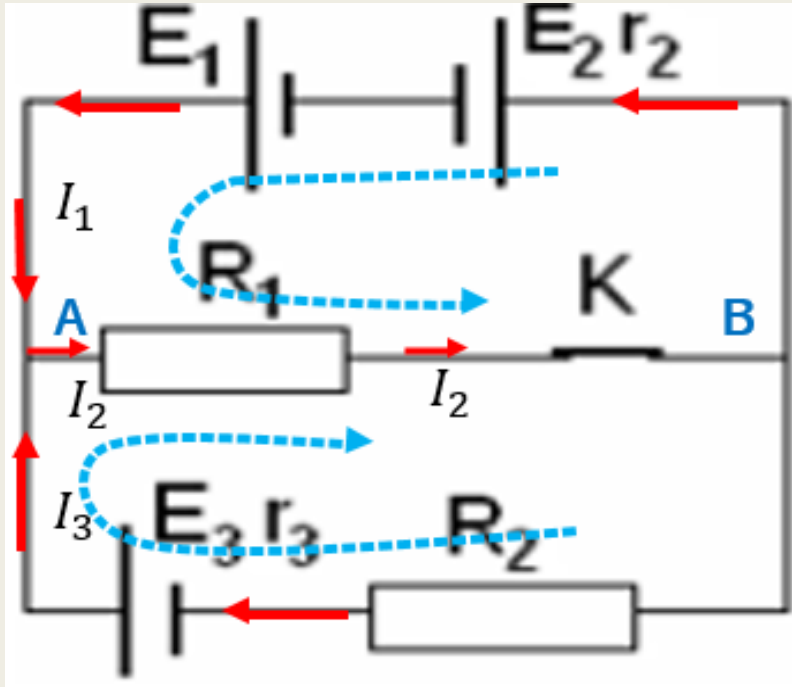 E₁ E₂ r₂
I₁
R₁ K
A B
I₂ I₂
I₃ E₃ r₃ R₂